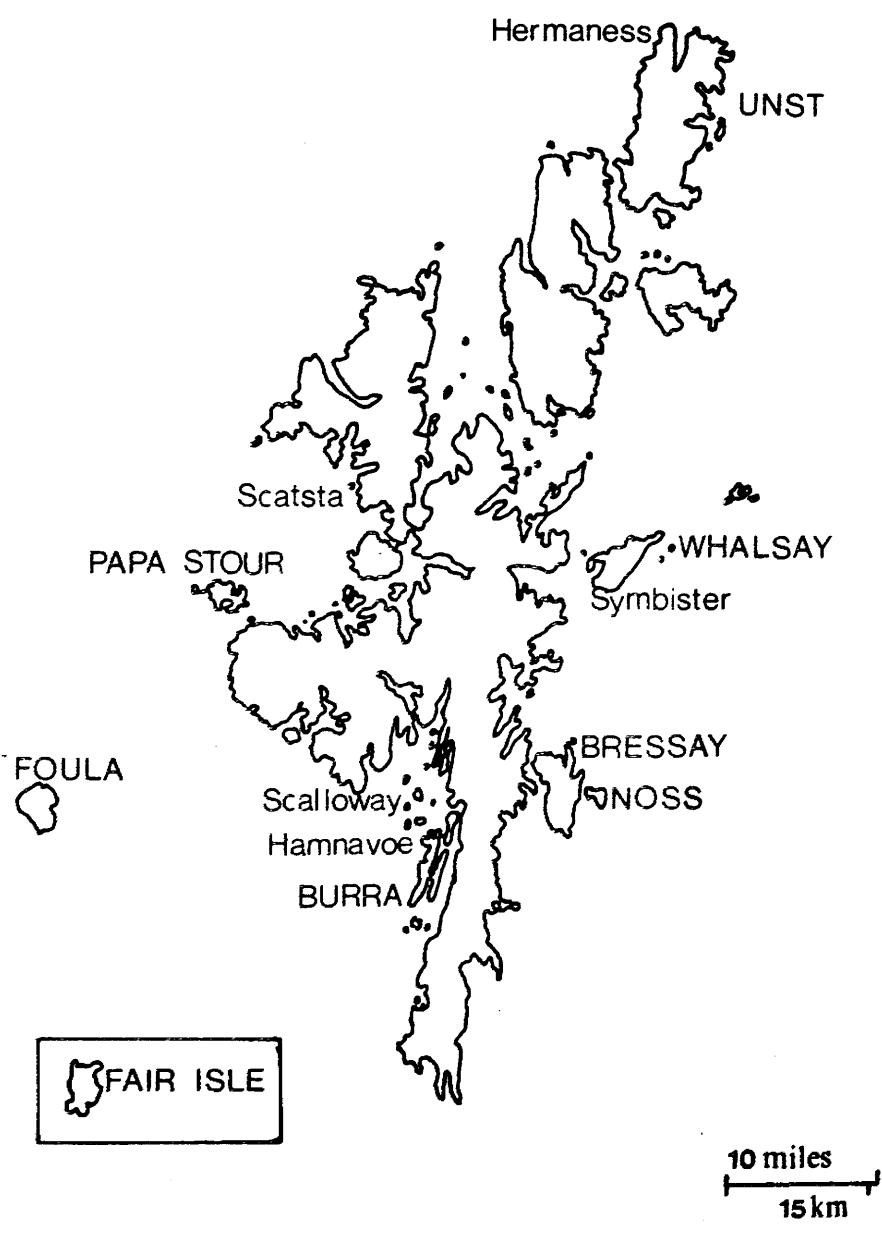 Hermaness
UNST
Scatsta
PAPA STOUR
WHALSAY
Symbister
FOULA
BRESSAY
NOSS
Scalloway
Hamnavoe
BURRA
FAIR ISLE
10 miles
15 km